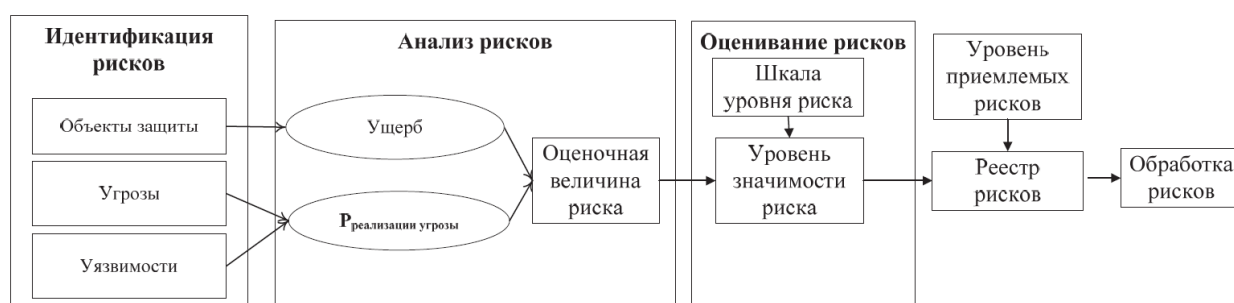 Идентификация
рисков
Объекты защиты
Угрозы
Уязвимости
Анализ рисков
Ущерб
Pреализации угрозы
Оценочная
величина
риска
Оценивание рисков
Шкала
уровня риска
Уровень
значимости
риска
Уровень
приемлемых
рисков
Реестр
рисков
Обработка
рисков